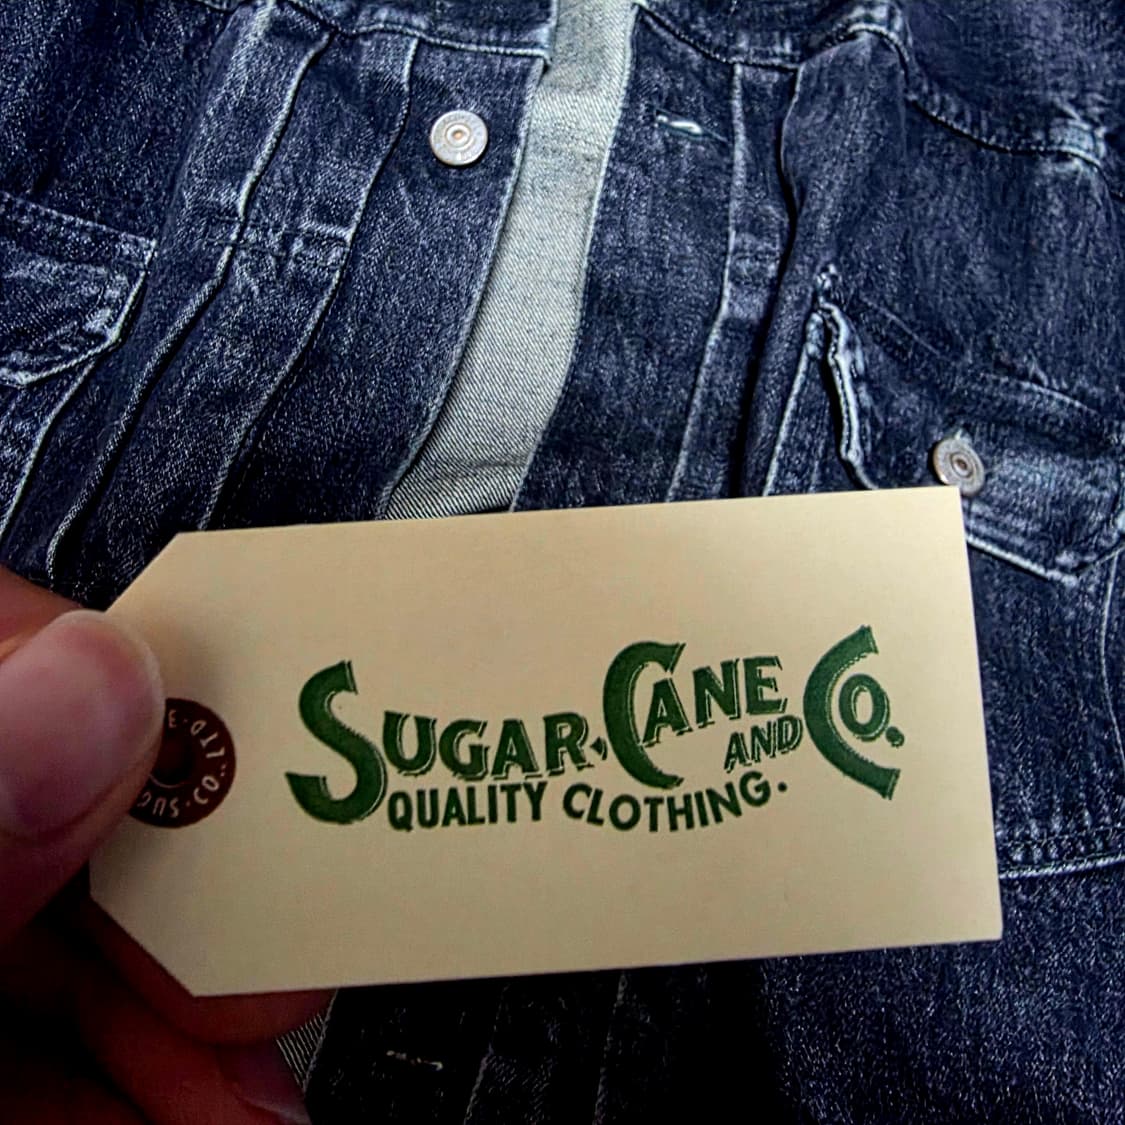 SUGAR·CANE AND CO.
QUALITY CLOTHING.